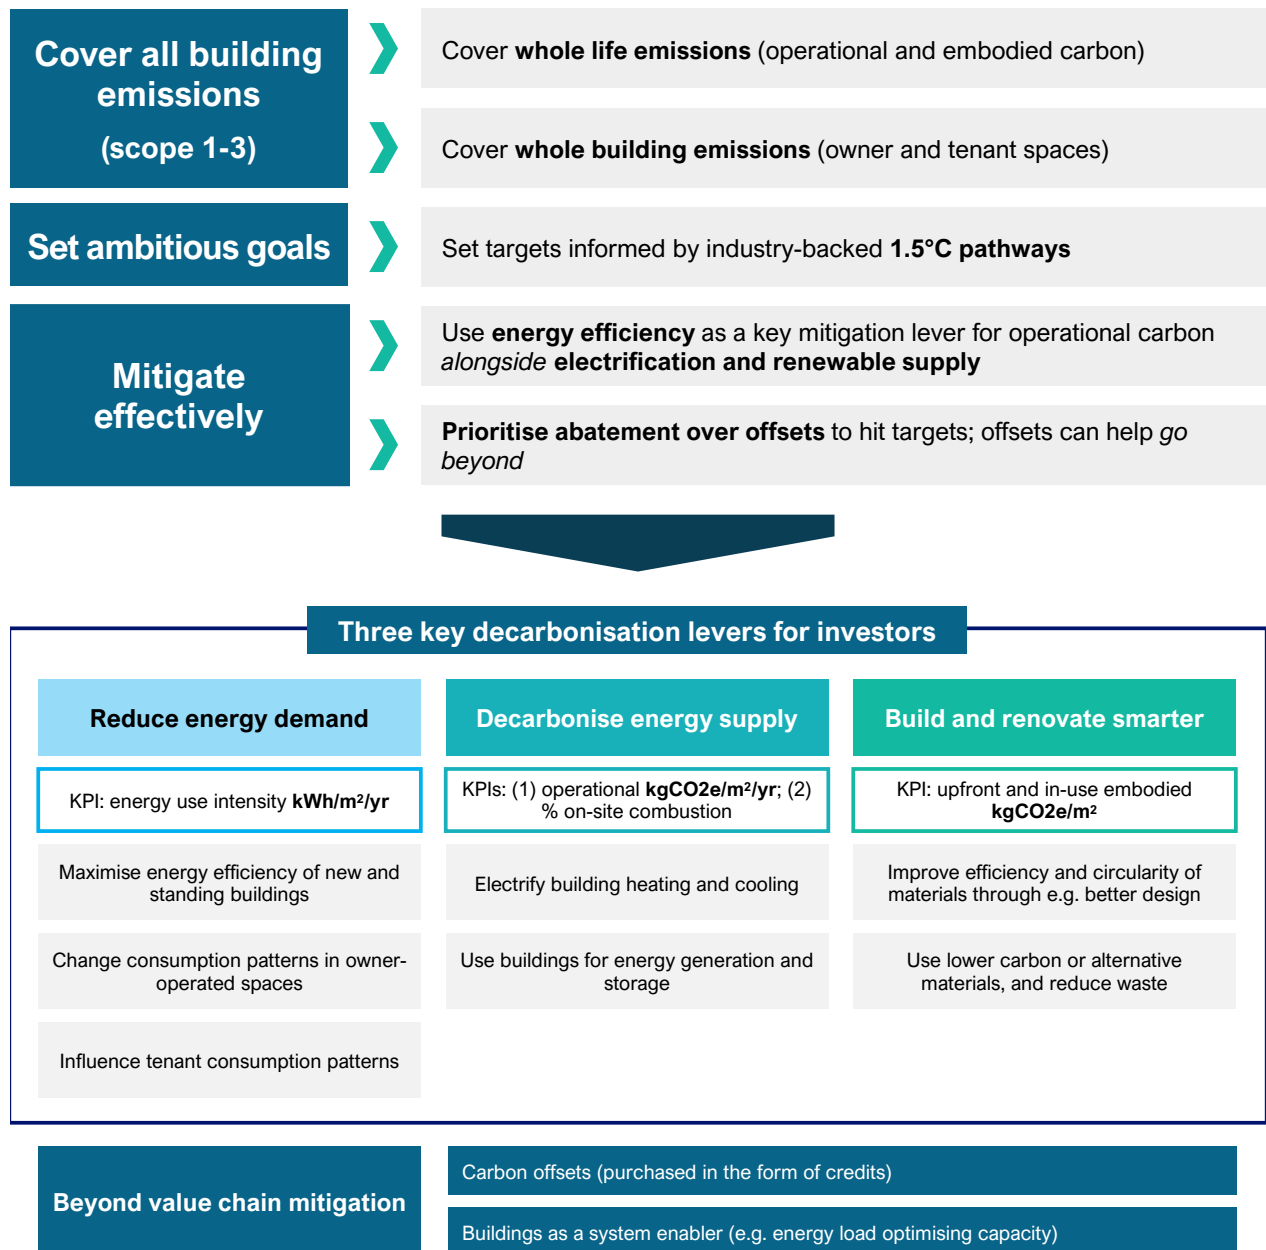 Cover all building
emissions
(scope 1-3)
Cover whole life emissions (operational and embodied carbon)
Cover whole building emissions (owner and tenant spaces)
Set ambitious goals
Set targets informed by industry-backed 1.5°C pathways
Mitigate
effectively
Use energy efficiency as a key mitigation lever for operational carbon
alongside electrification and renewable supply
Prioritise abatement over offsets to hit targets; offsets can help go
beyond
Three key decarbonisation levers for investors
Reduce energy demand
KPI: energy use intensity kWh/m²/yr
Maximise energy efficiency of new and
standing buildings
Change consumption patterns in owner-
operated spaces
Influence tenant consumption patterns
Decarbonise energy supply
KPIs: (1) operational kgCO2e/m²/yr; (2)
% on-site combustion
Electrify building heating and cooling
Use buildings for energy generation and
storage
Build and renovate smarter
KPI: upfront and in-use embodied
kgCO2e/m²
Improve efficiency and circularity of
materials through e.g. better design
Use lower carbon or alternative
materials, and reduce waste
Beyond value chain mitigation
Carbon offsets (purchased in the form of credits)
Buildings as a system enabler (e.g. energy load optimising capacity)